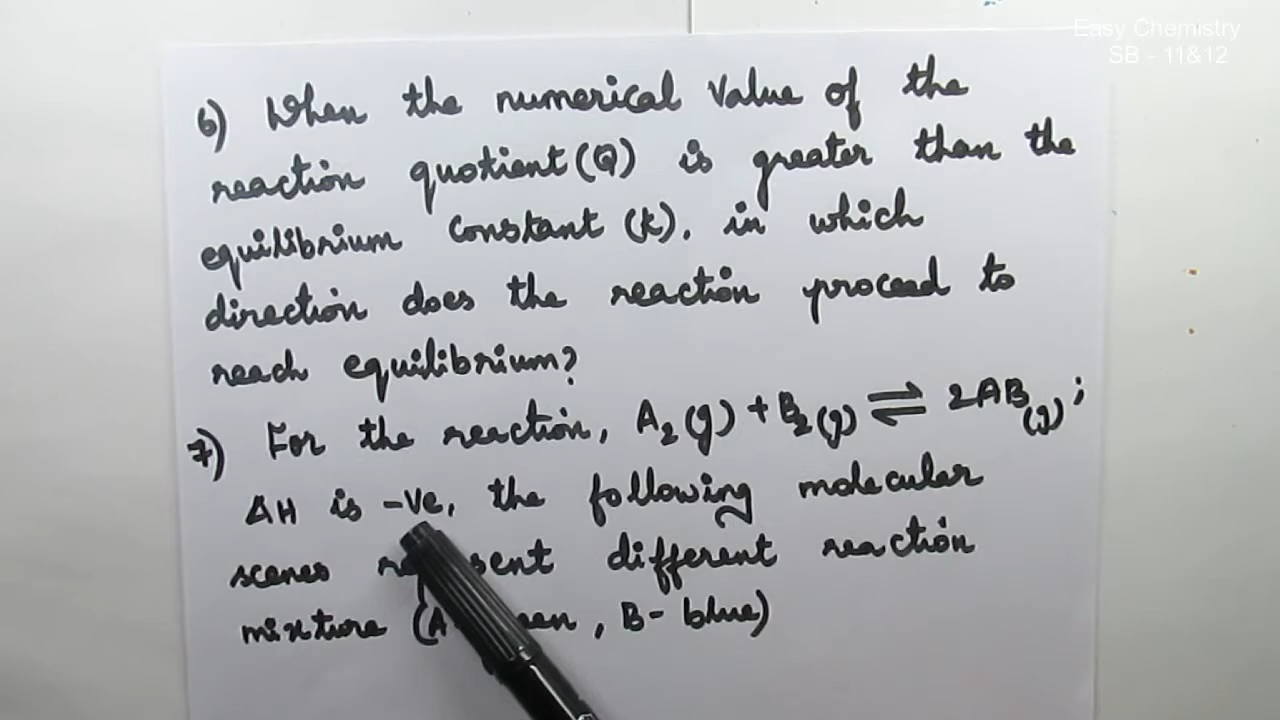 Easy Chemistry
SB - 11&12
6) When the numerical value of the
reaction quotient (Q) is greater than the
equilibrium constant (K), in which
direction does the reaction proceed to
reach equilibrium?
7) For the reaction, A₂(g) + B₂(g) ⇌ 2AB(g);
ΔH is -ve, the following molecular
scenes different reaction
mixture (A , B- blue)